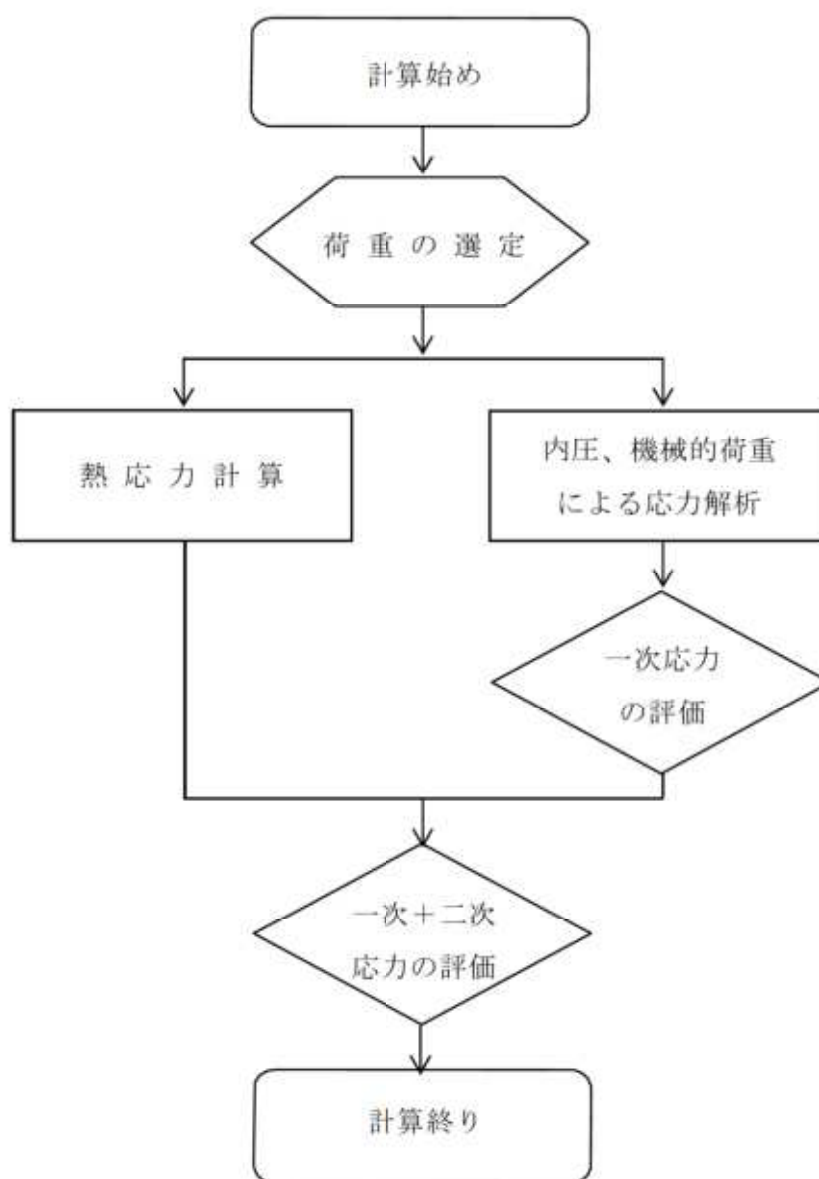 計算始め
荷重の選定
熱応力計算
内圧、機械的荷重
による応力解析
一次応力
の評価
一次＋二次
応力の評価
計算終り